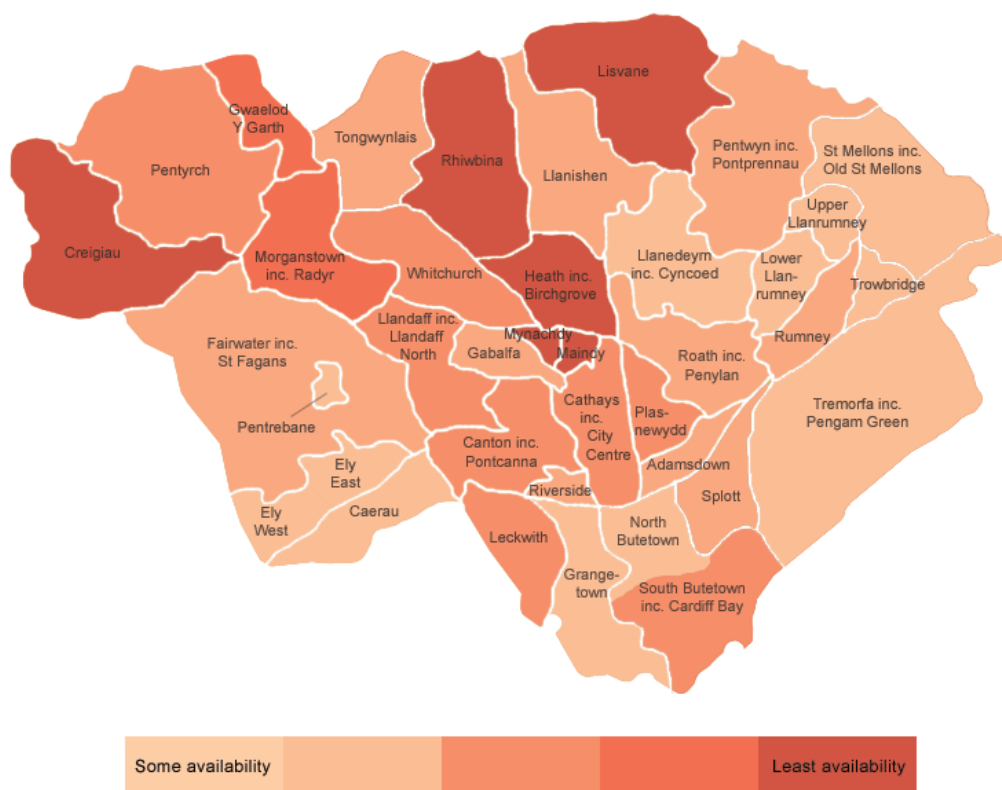 Lisvane
Gwaelod
Y Garth
Tongwynlais
Rhiwbina
Pentwyn inc.
Pontprennau
St Mellons inc.
Old St Mellons
Pentyrch
Llanishen
Upper
Llanrumney
Creigiau
Morganstown
inc. Radyr
Whitchurch
Heath inc.
Birchgrove
Llanedeyrn
inc. Cyncoed
Lower
Llan-
rumney
Trowbridge
Llandaff inc.
Llandaff
North
Mynachdy
Maindy
Gabalfa
Rumney
Fairwater inc.
St Fagans
Roath inc.
Penylan
Pentrebane
Cathays
inc.
City
Centre
Plas-
newydd
Tremorfa inc.
Pengam Green
Canton inc.
Pontcanna
Ely
East
Adamsdown
Riverside
Splott
Ely
West
Caerau
Leckwith
North
Butetown
Grange-
town
South Butetown
inc. Cardiff Bay
Some availability
Least availability